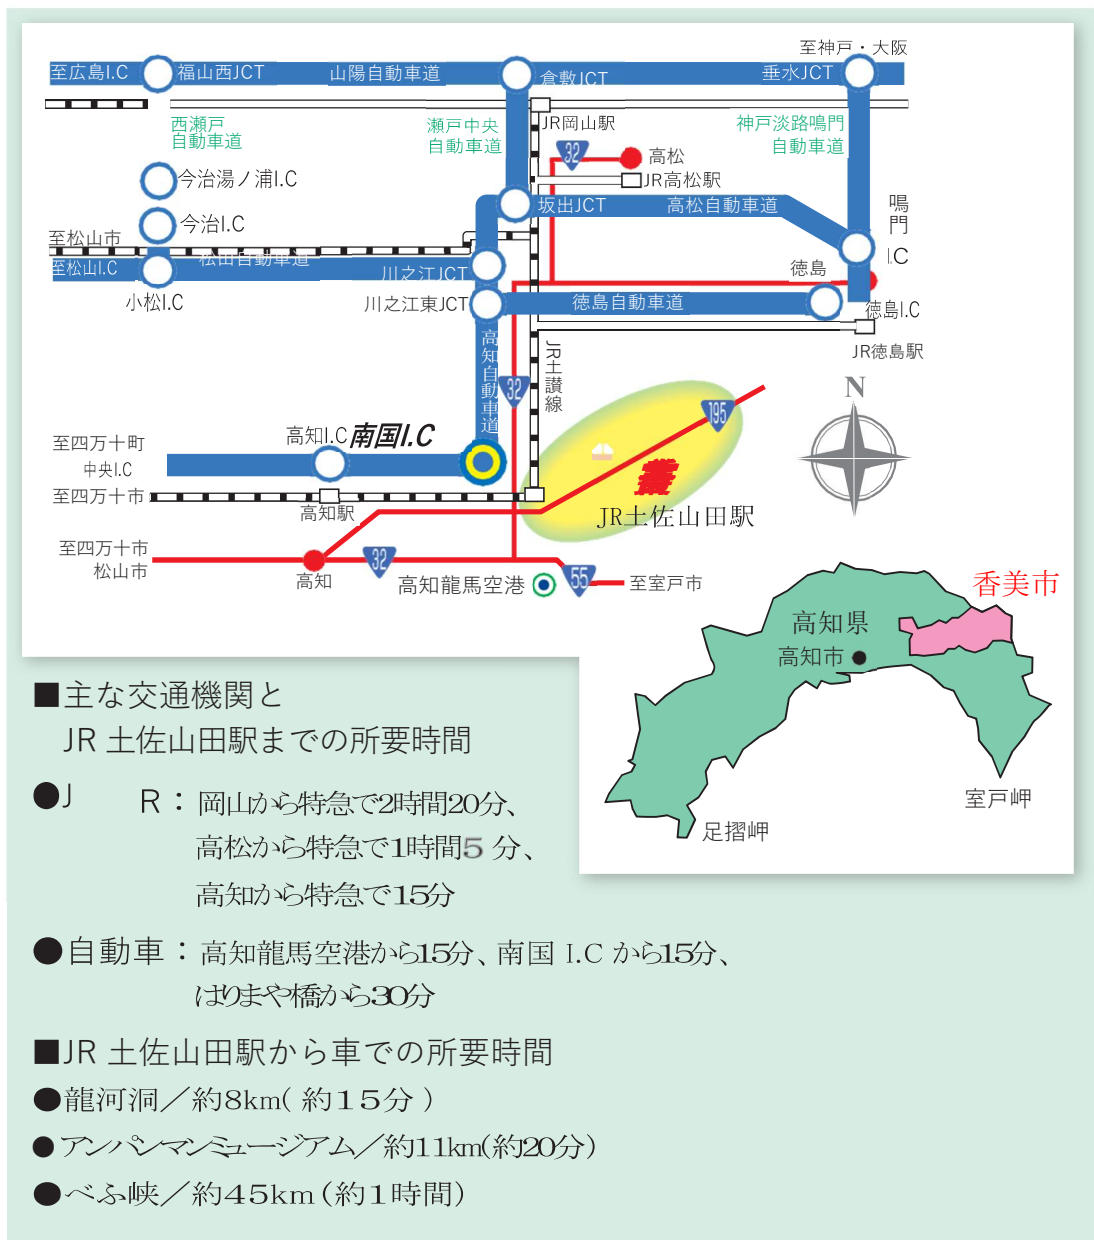 至神戸・大阪
至広島I.C
福山西JCT
山陽自動車道
倉敷JCT
垂水JCT
西瀬戸
自動車道
瀬戸中央
自動車道
JR岡山駅
神戸淡路鳴門
自動車道
32
高松
JR高松駅
今治湯ノ浦I.C
今治I.C
坂出JCT
高松自動車道
鳴門
I.C
至松山市
至松山I.C
川之江JCT
徳島
小松I.C
川之江東JCT
徳島自動車道
徳島I.C
JR徳島駅
高知自動車道
JR土讃線
32
195
N
高知I.C
南国I.C
至四万十町
中央I.C
至四万十市
高知駅
JR土佐山田駅
至四万十市
松山市
高知
32
高知龍馬空港
55
至室戸市
香美市
高知県
高知市
室戸岬
足摺岬
■主な交通機関と
JR 土佐山田駅までの所要時間
●J R：岡山から特急で2時間20分、
高松から特急で1時間5 分、
高知から特急で15分
●自動車：高知龍馬空港から15分、南国 I.C から15分、
はりまや橋から30分
■JR 土佐山田駅から車での所要時間
●龍河洞／約8km( 約15分 )
●アンパンマンミュージアム／約11km(約20分)
●べふ峡／約45km(約1時間)